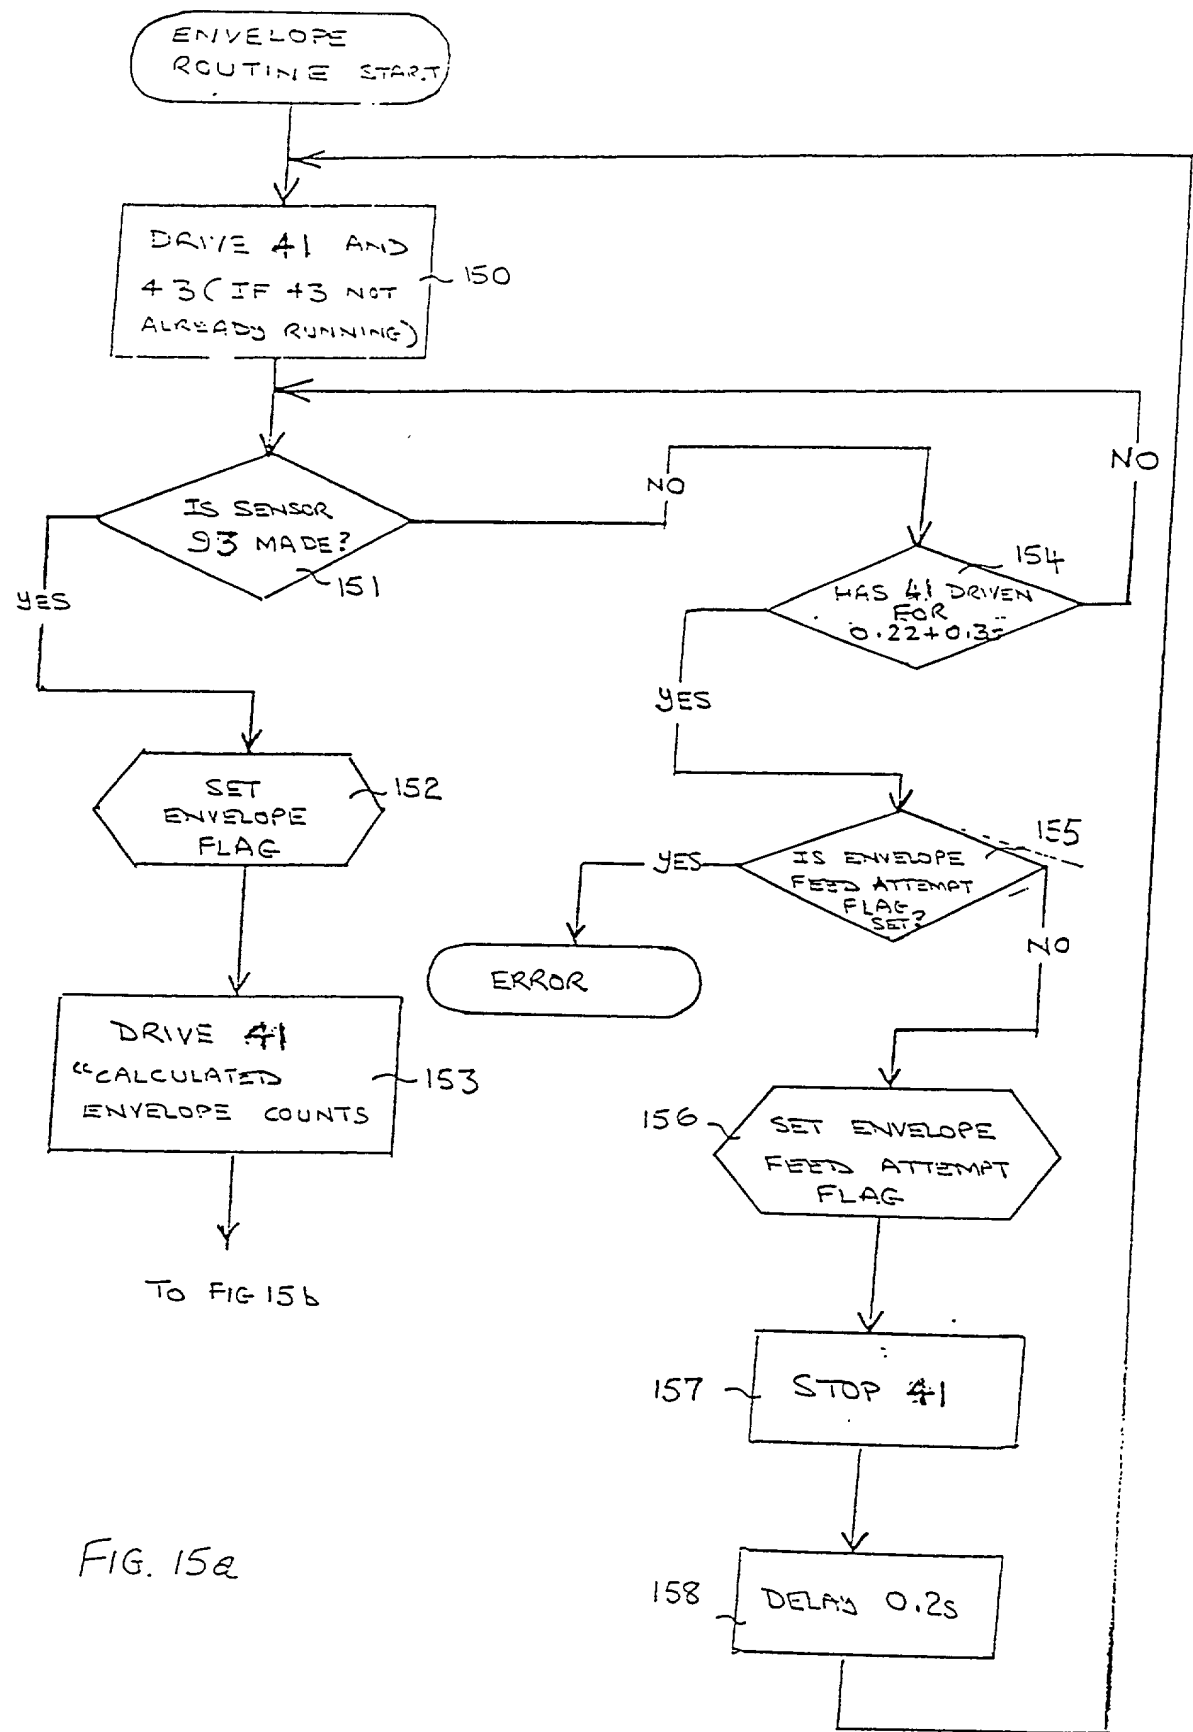 ENVELOPE
ROUTINE START
DRIVE 41 AND
43 (IF 43 NOT
ALREADY RUNNING)
150
IS SENSOR
93 MADE?
151
NO
YES
HAS 41 DRIVEN
FOR
0.22+0.3s
154
NO
YES
SET
ENVELOPE
FLAG
152
IS ENVELOPE
FEED ATTEMPT
FLAG
SET?
155
YES
NO
ERROR
DRIVE 41
"CALCULATED
ENVELOPE COUNTS
153
TO FIG 15b
156
SET ENVELOPE
FEED ATTEMPT
FLAG
157
STOP 41
158
DELAY 0.2s
FIG. 15a